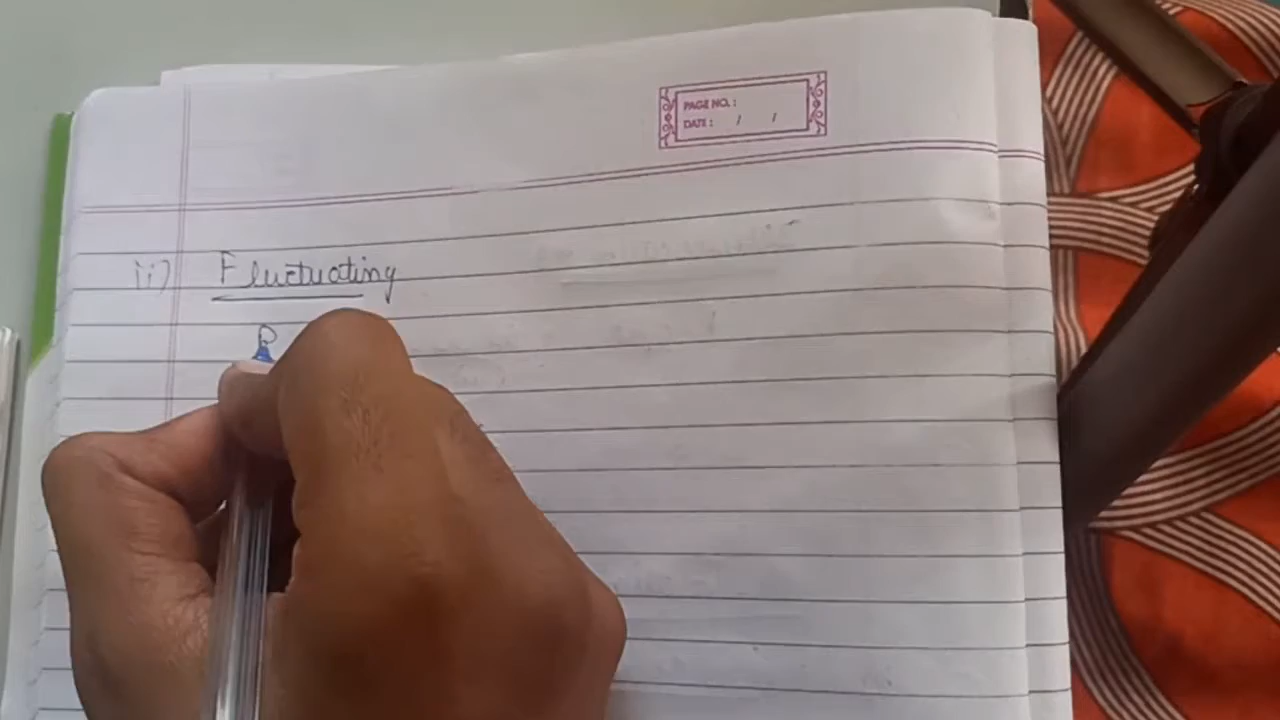 PAGE NO. :
DATE : / /
ii) Fluctuating